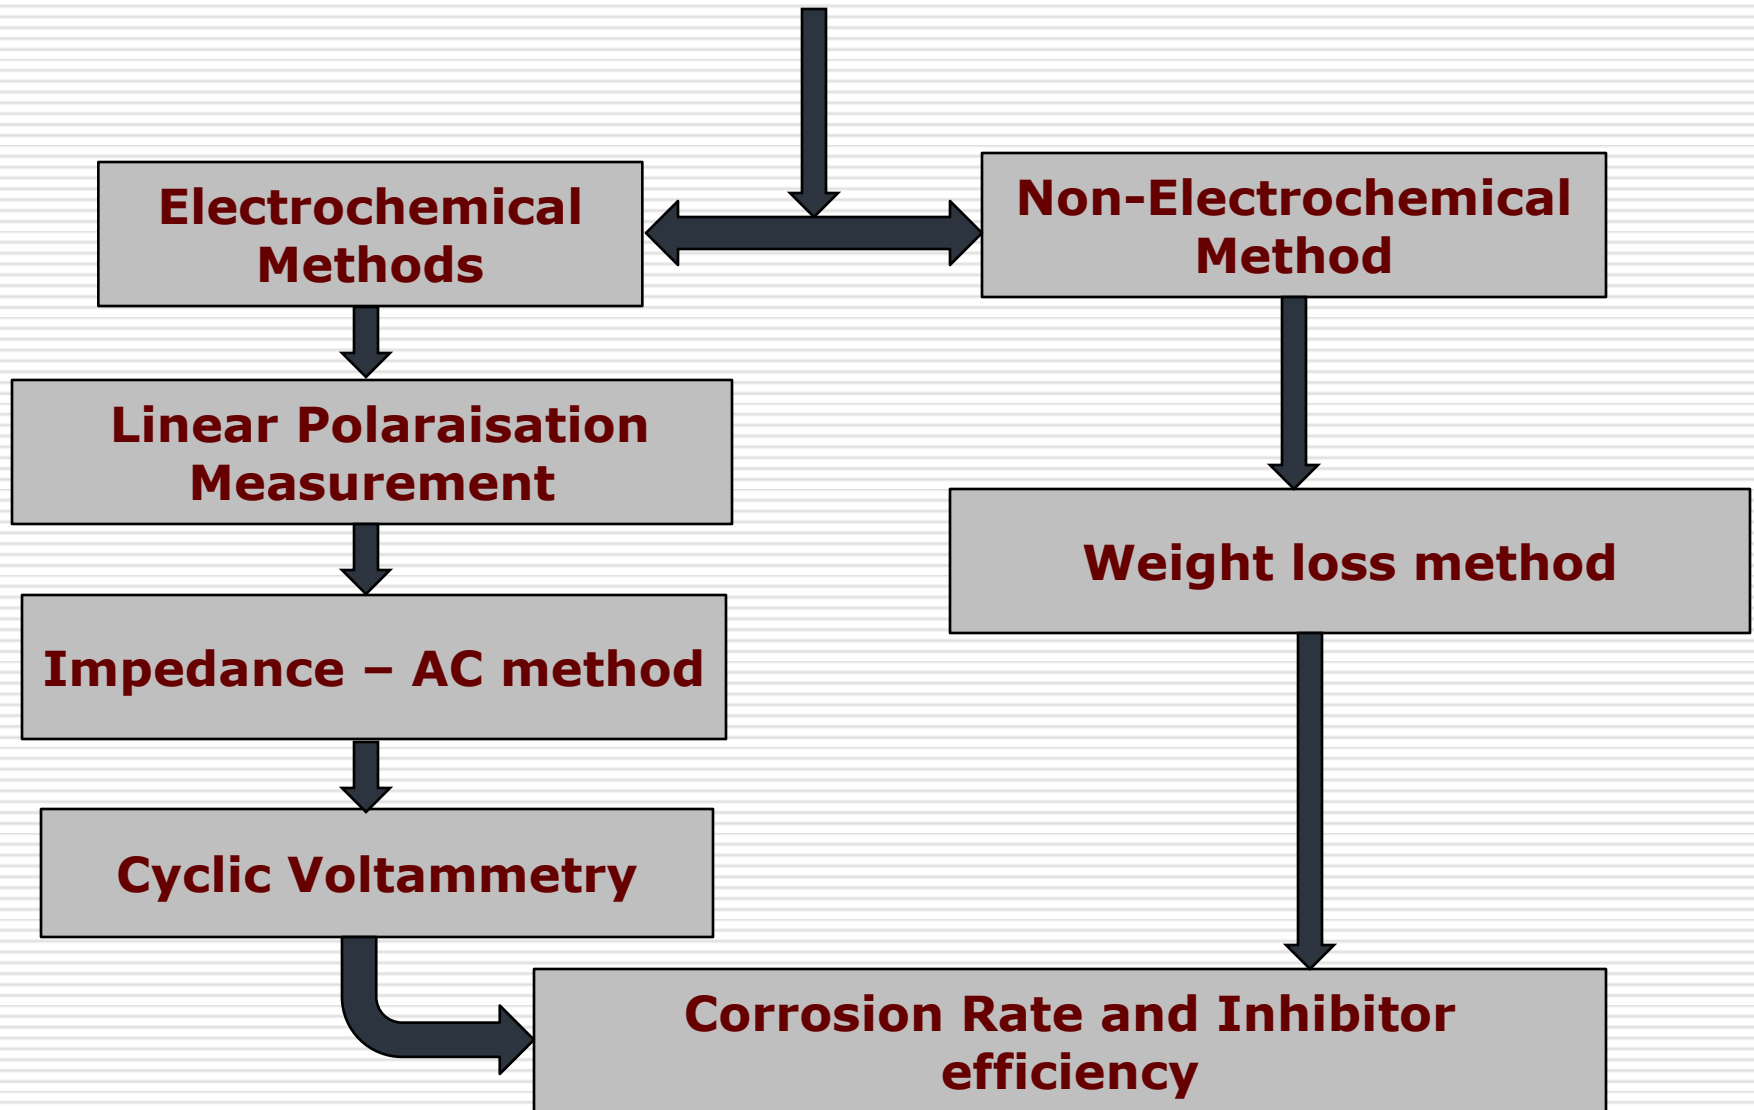 Electrochemical
Methods
Non-Electrochemical
Method
Linear Polaraisation
Measurement
Weight loss method
Impedance – AC method
Cyclic Voltammetry
Corrosion Rate and Inhibitor
efficiency